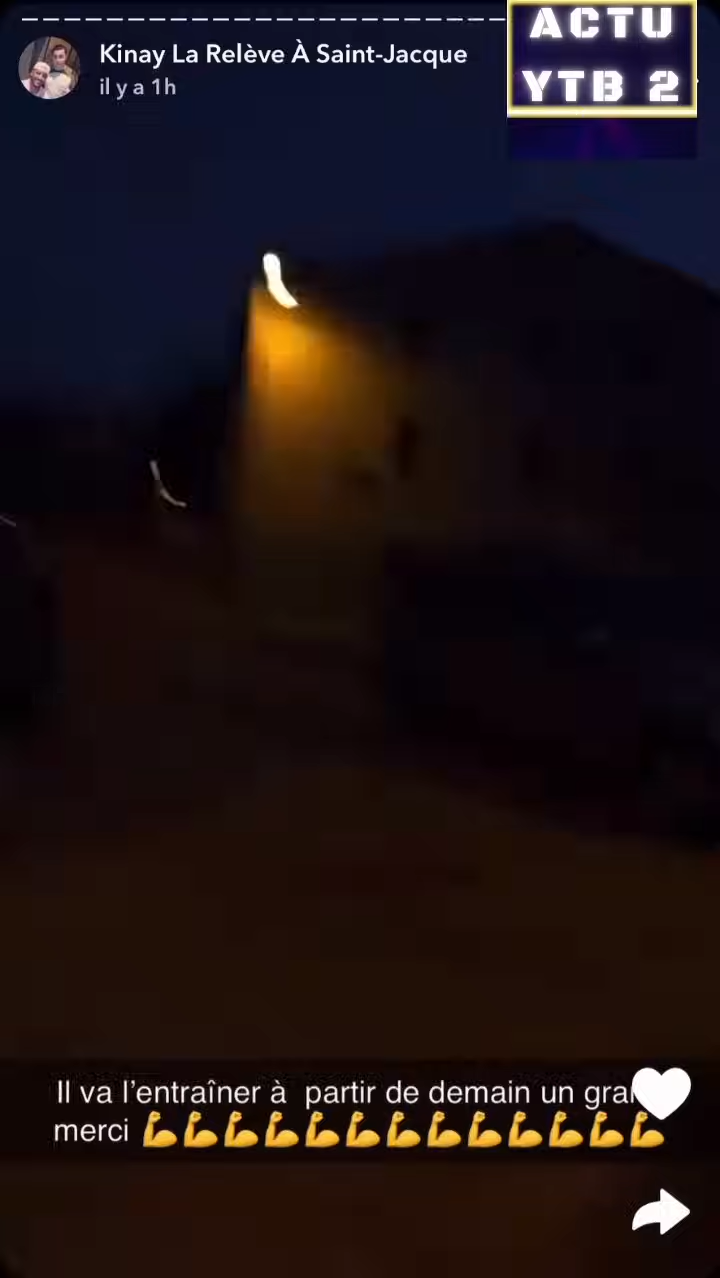 ACTU
YTB 2
Kinay La Relève À Saint-Jacque
il y a 1h
Il va l’entraîner à  partir de demain un
merci 💪💪💪💪💪💪💪💪💪💪💪💪💪